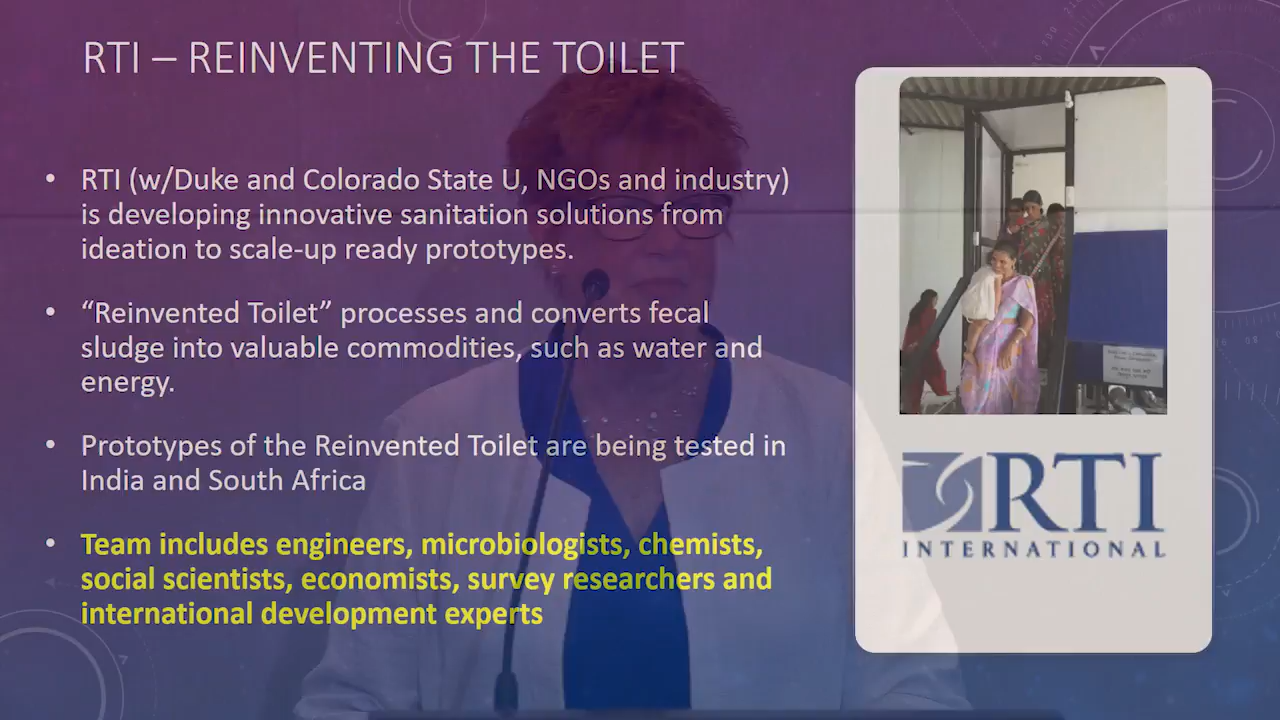 RTI – REINVENTING THE TOILET
• RTI (w/Duke and Colorado State U, NGOs and industry)
is developing innovative sanitation solutions from
ideation to scale-up ready prototypes.
• “Reinvented Toilet” processes and converts fecal
sludge into valuable commodities, such as water and
energy.
• Prototypes of the Reinvented Toilet are being tested in
India and South Africa
• Team includes engineers, microbiologists, chemists,
social scientists, economists, survey researchers and
international development experts
RTI
INTERNATIONAL